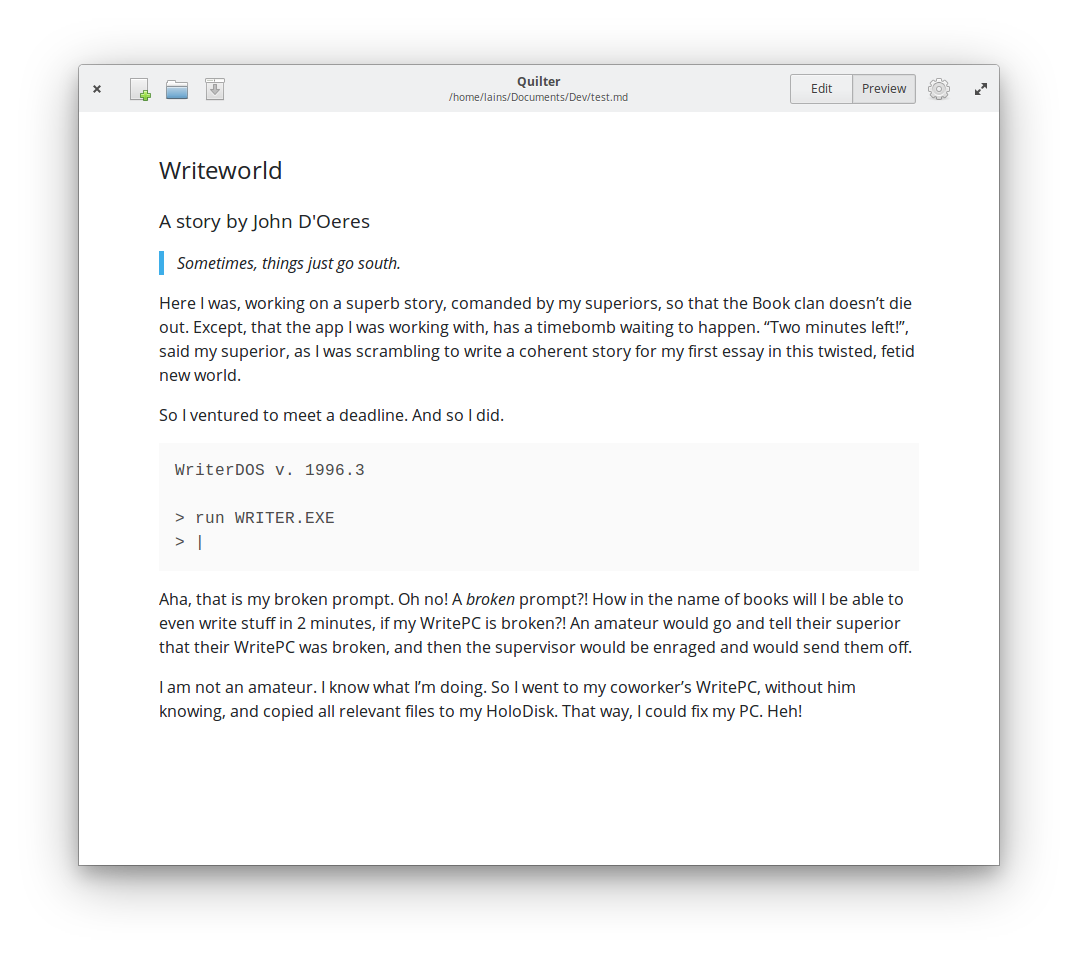 Quilter
/home/lains/Documents/Dev/test.md
Edit
Preview
Writeworld
A story by John D'Oeres
Sometimes, things just go south.
Here I was, working on a superb story, comanded by my superiors, so that the Book clan doesn’t die
out. Except, that the app I was working with, has a timebomb waiting to happen. “Two minutes left!”,
said my superior, as I was scrambling to write a coherent story for my first essay in this twisted, fetid
new world.
So I ventured to meet a deadline. And so I did.
WriterDOS v. 1996.3
> run WRITER.EXE
> |
Aha, that is my broken prompt. Oh no! A broken prompt?! How in the name of books will I be able to
even write stuff in 2 minutes, if my WritePC is broken?! An amateur would go and tell their superior
that their WritePC was broken, and then the supervisor would be enraged and would send them off.
I am not an amateur. I know what I’m doing. So I went to my coworker’s WritePC, without him
knowing, and copied all relevant files to my HoloDisk. That way, I could fix my PC. Heh!